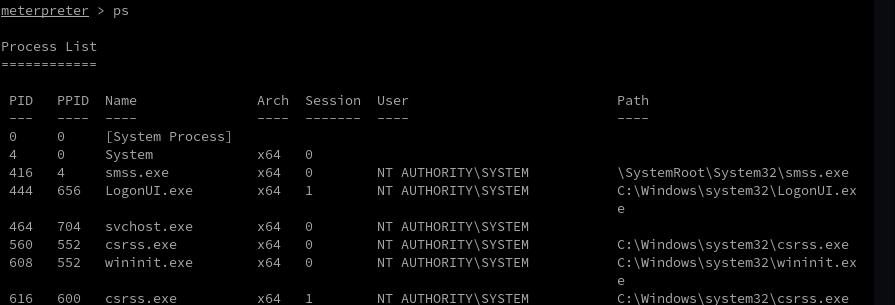 meterpreter > ps
Process List
============
PID PPID Name Arch Session User Path
--- ---- ---- ---- ------- ---- ----
0 0 [System Process]
4 0 System x64 0
416 4 smss.exe x64 0 NT AUTHORITY\SYSTEM \SystemRoot\System32\smss.exe
444 656 LogonUI.exe x64 1 NT AUTHORITY\SYSTEM C:\Windows\system32\LogonUI.ex
e
464 704 svchost.exe x64 0 NT AUTHORITY\SYSTEM
560 552 csrss.exe x64 0 NT AUTHORITY\SYSTEM C:\Windows\system32\csrss.exe
608 552 wininit.exe x64 0 NT AUTHORITY\SYSTEM C:\Windows\system32\wininit.ex
e
616 600 csrss.exe x64 1 NT AUTHORITY\SYSTEM C:\Windows\system32\csrss.exe